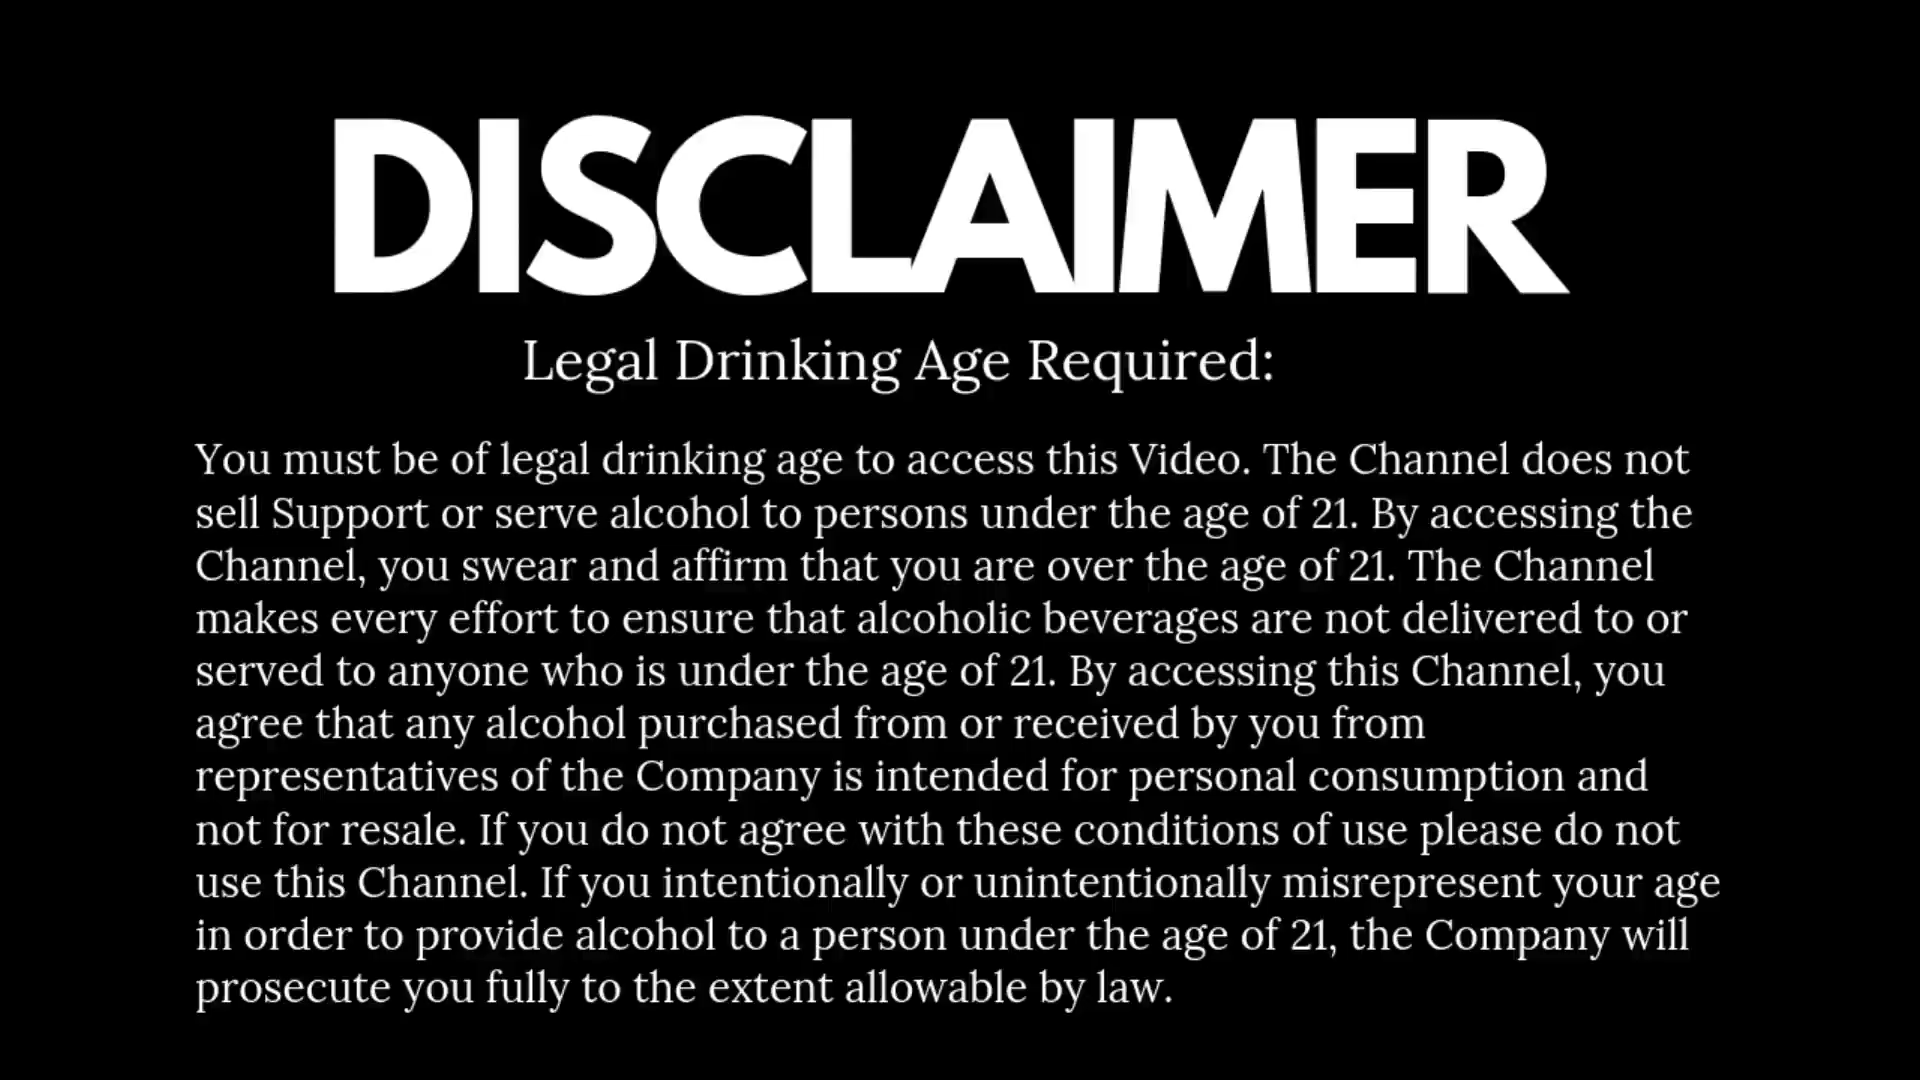 DISCLAIMER
Legal Drinking Age Required:
You must be of legal drinking age to access this Video. The Channel does not
sell Support or serve alcohol to persons under the age of 21. By accessing the
Channel, you swear and affirm that you are over the age of 21. The Channel
makes every effort to ensure that alcoholic beverages are not delivered to or
served to anyone who is under the age of 21. By accessing this Channel, you
agree that any alcohol purchased from or received by you from
representatives of the Company is intended for personal consumption and
not for resale. If you do not agree with these conditions of use please do not
use this Channel. If you intentionally or unintentionally misrepresent your age
in order to provide alcohol to a person under the age of 21, the Company will
prosecute you fully to the extent allowable by law.